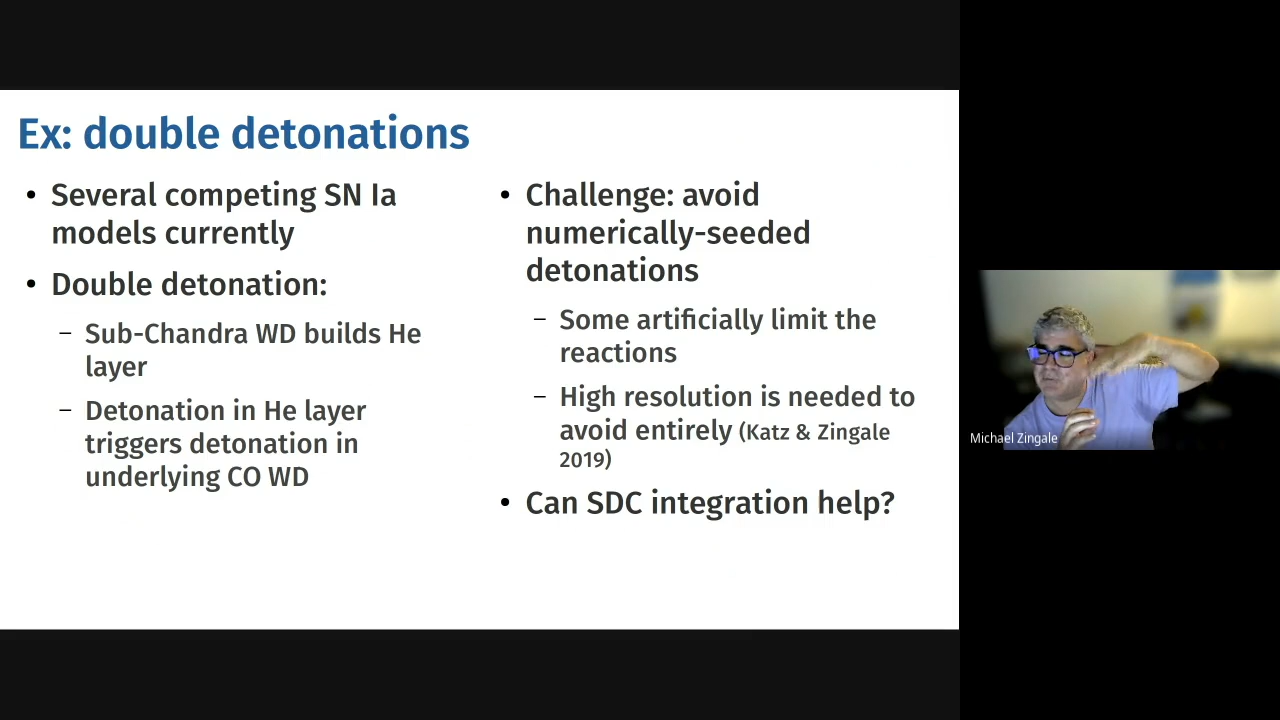 Ex: double detonations
• Several competing SN Ia
models currently
• Double detonation:
– Sub-Chandra WD builds He
layer
– Detonation in He layer
triggers detonation in
underlying CO WD
• Challenge: avoid
numerically-seeded
detonations
– Some artificially limit the
reactions
– High resolution is needed to
avoid entirely (Katz & Zingale
2019)
• Can SDC integration help?
Michael Zingale